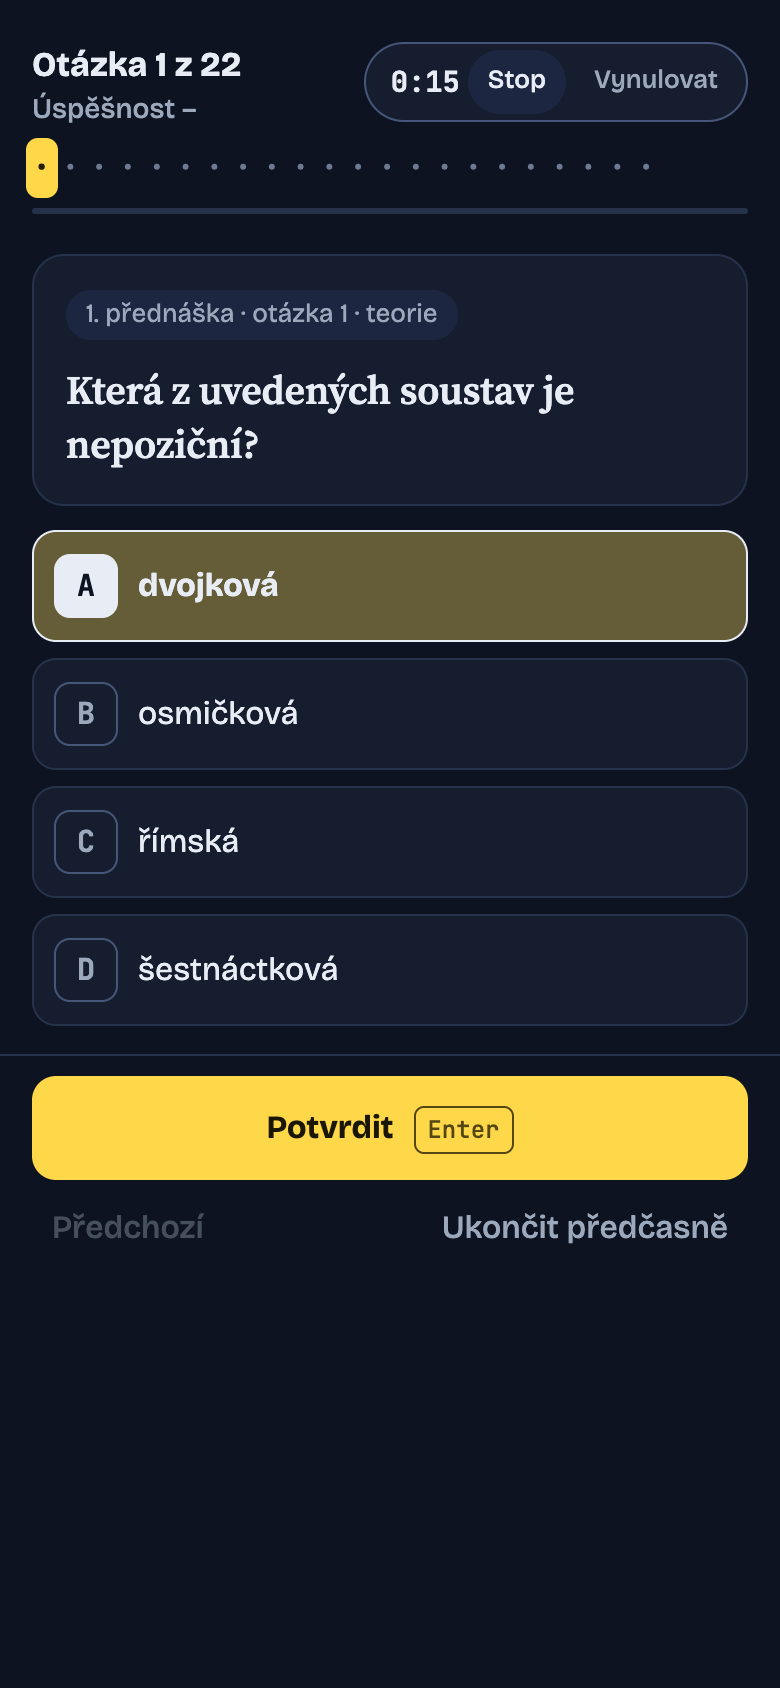 Otázka 1 z 22
Úspěšnost –
0:15 Stop Vynulovat
1. přednáška · otázka 1 · teorie
Která z uvedených soustav je
nepoziční?
A dvojková
B osmičková
C římská
D šestnáctková
Potvrdit Enter
Předchozí Ukončit předčasně